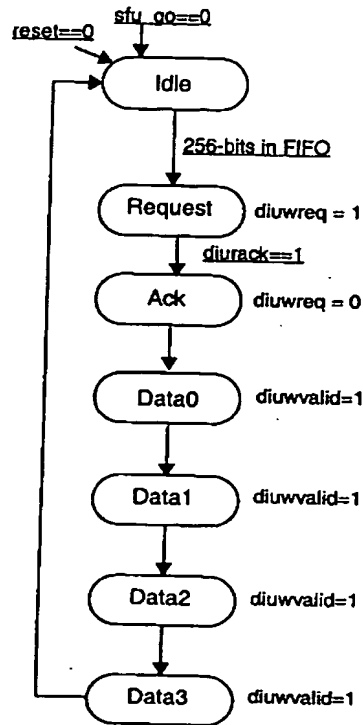 sfu_go==0
reset==0
Idle
256-bits in FIFO
Request diuwreq = 1
diurack==1
Ack diuwreq = 0
Data0 diuwvalid=1
Data1 diuwvalid=1
Data2 diuwvalid=1
Data3 diuwvalid=1